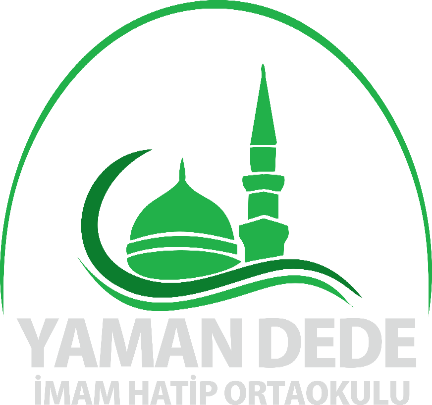 YAMAN DEDE
İMAM HATİP ORTAOKULU